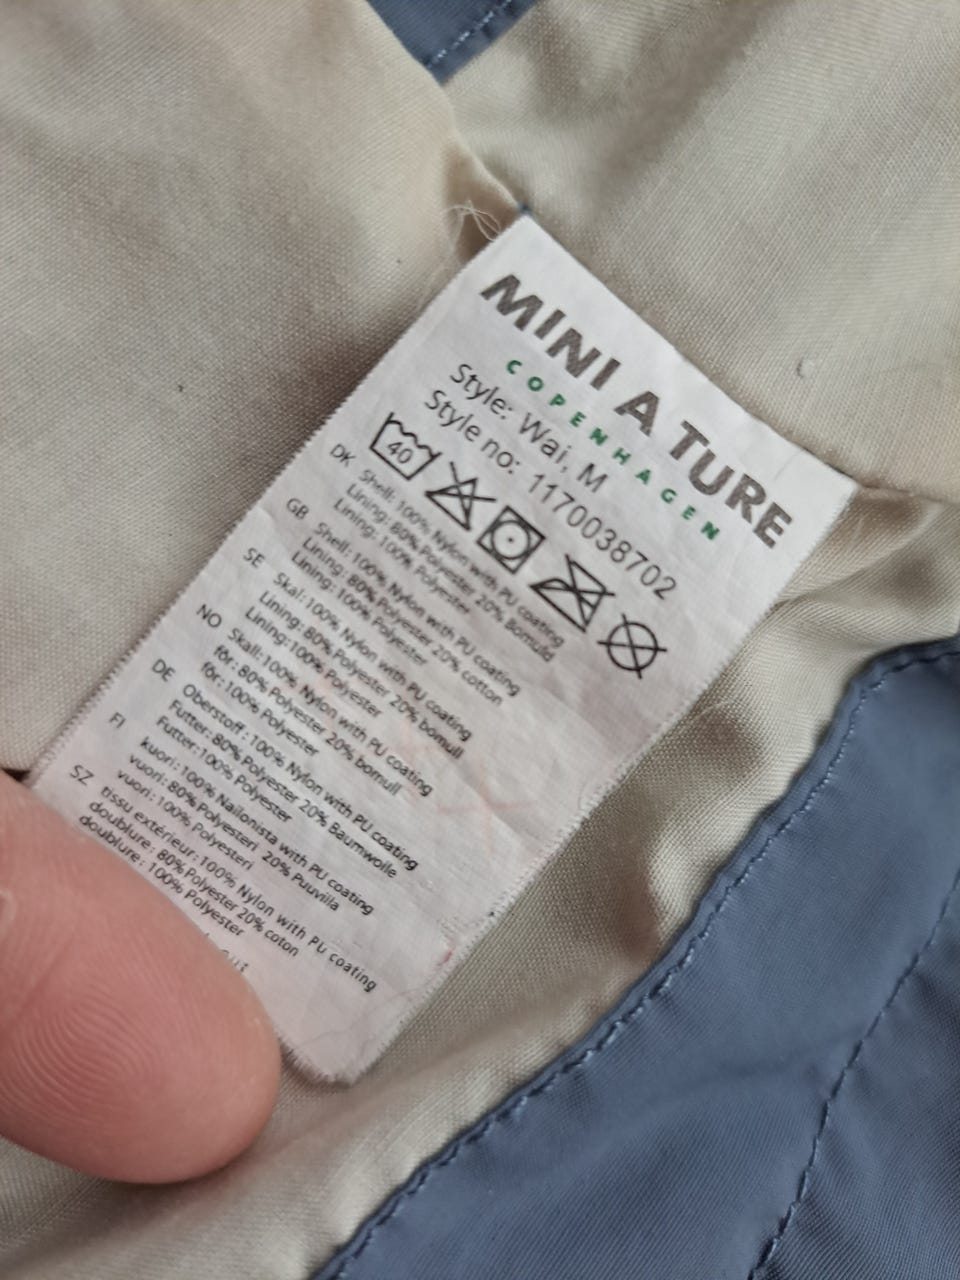 MINI A TURE
COPENHAGEN
Style: Wai, M
Style no: 1170038702
40
DK Shell: 100% Nylon with PU coating
Lining: 80% Polyester 20% Bomuld
Lining: 100% Polyester
GB Shell: 100% Nylon with PU coating
Lining: 80% Polyester 20% cotton
Lining: 100% Polyester
SE Skal: 100% Nylon with PU coating
Lining: 80% Polyester 20% bomull
Lining: 100% Polyester
NO Skall: 100% Nylon with PU coating
fôr: 80% Polyester 20% bomull
fôr: 100% Polyester
DE Oberstoff: 100% Nylon with PU coating
Futter: 80% Polyester 20% Baumwolle
Futter: 100% Polyester
FI kuori: 100% Nailonista with PU coating
vuori: 80% Polyesteri 20% Puuvilla
vuori: 100% Polyesteri
SZ tissu extérieur: 100% Nylon with PU coating
doublure: 80% Polyester 20% coton
doublure: 100% Polyester